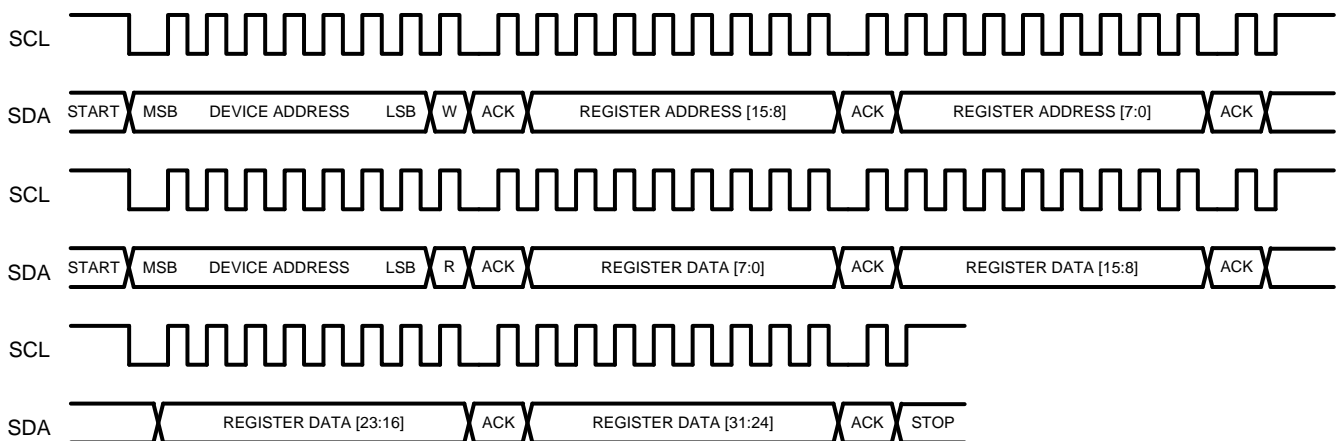 SCL
SDA START MSB DEVICE ADDRESS LSB W ACK REGISTER ADDRESS [15:8] ACK REGISTER ADDRESS [7:0] ACK
SCL
SDA START MSB DEVICE ADDRESS LSB R ACK REGISTER DATA [7:0] ACK REGISTER DATA [15:8] ACK
SCL
SDA REGISTER DATA [23:16] ACK REGISTER DATA [31:24] ACK STOP